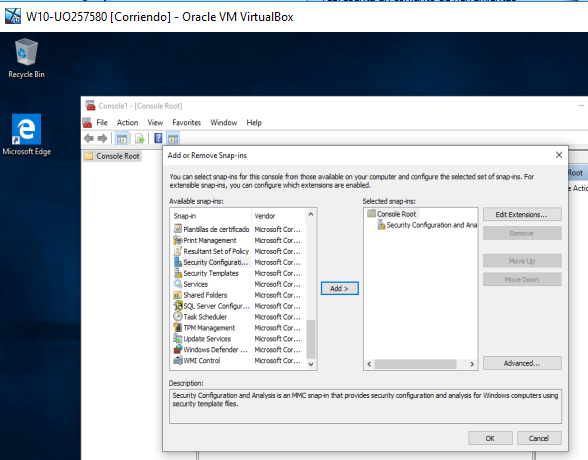 W10-UO257580 [Corriendo] - Oracle VM VirtualBox
Recycle Bin
Microsoft Edge
Console1 - [Console Root]
File Action View Favorites Window Help
Console Root
Root
e Actio
Add or Remove Snap-ins
You can select snap-ins for this console from those available on your computer and configure the selected set of snap-ins. For
extensible snap-ins, you can configure which extensions are enabled.
Available snap-ins:
Snap-in Vendor
Plantillas de certificado Microsoft Cor...
Print Management Microsoft Cor...
Resultant Set of Policy Microsoft Cor...
Security Configurati... Microsoft Cor...
Security Templates Microsoft Cor...
Services Microsoft Cor...
Shared Folders Microsoft Cor...
SQL Server Configur... Microsoft Cor...
Task Scheduler Microsoft Cor...
TPM Management Microsoft Cor...
Update Services Microsoft Cor...
Windows Defender ... Microsoft Cor...
WMI Control Microsoft Cor...
Add >
Selected snap-ins:
Console Root
Security Configuration and Ana
Edit Extensions...
Remove
Move Up
Move Down
Advanced...
Description:
Security Configuration and Analysis is an MMC snap-in that provides security configuration and analysis for Windows computers using
security template files.
OK
Cancel